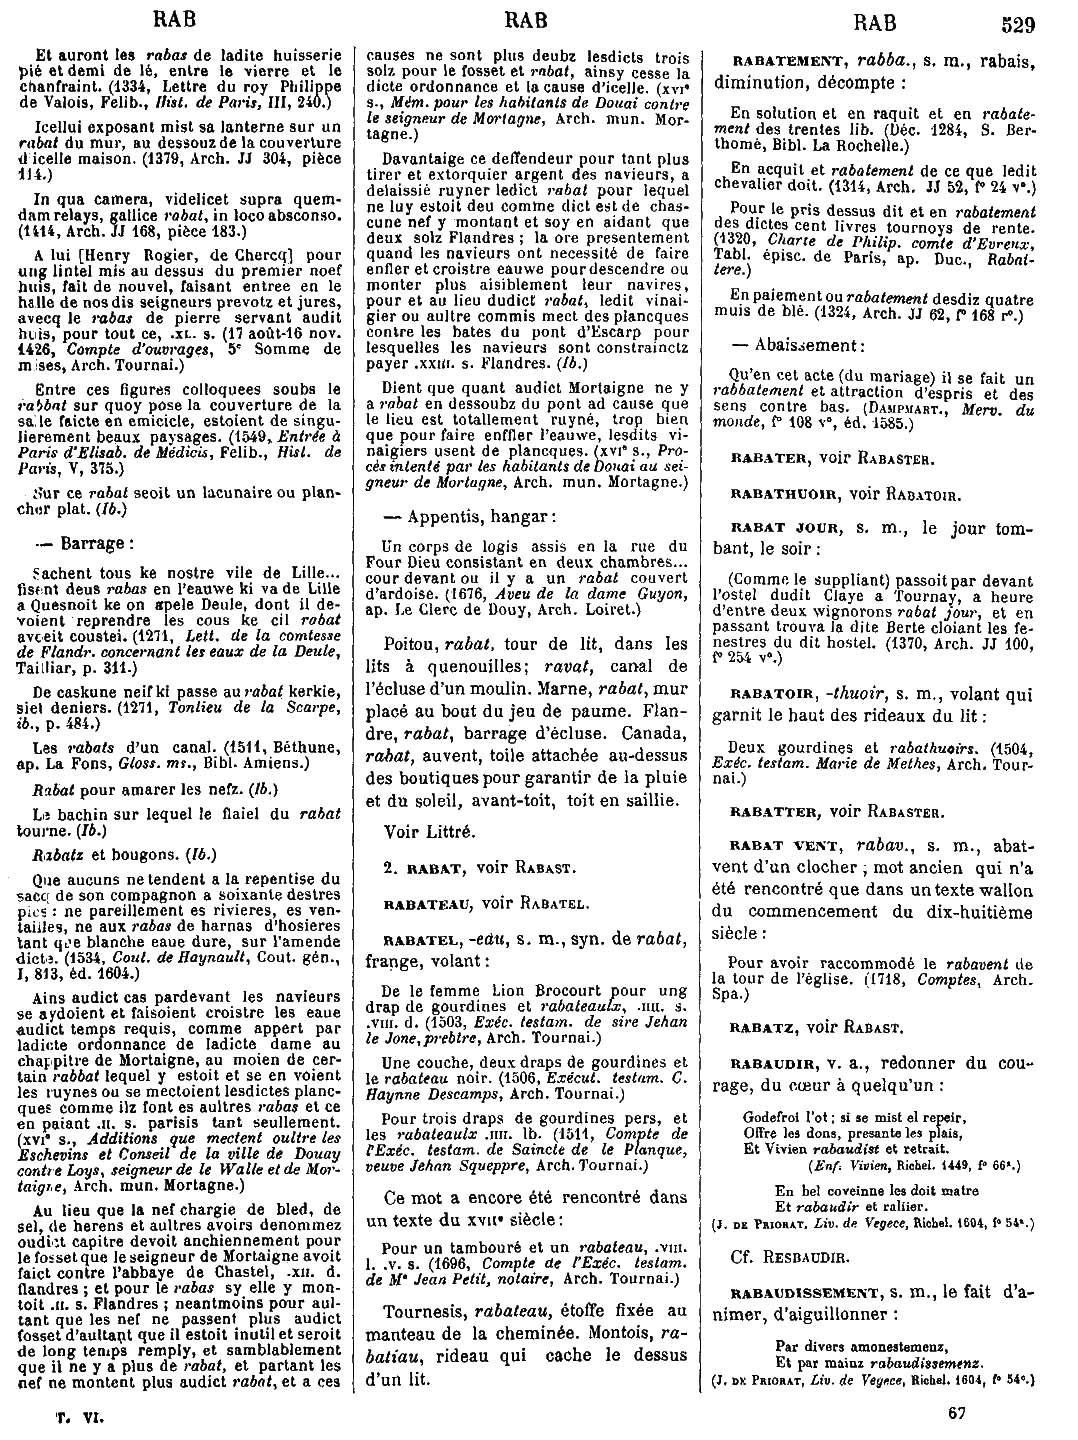 RAB
RAB
RAB
529
Et auront les rabas de ladite huisserie
pié et demi de lé, entre le vierre et le
chanfraint. (1334, Lettre du roy Philippe
de Valois, Felib., Hist. de Paris, III, 240.)
Icellui exposant mist sa lanterne sur un
rabat du mur, au dessouz de la couverture
d'icelle maison. (1379, Arch. JJ 304, pièce
114.)
In qua camera, videlicet supra quem-
dam relays, gallice rabat, in loco absconso.
(1414, Arch. JJ 168, pièce 183.)
A lui [Henry Rogier, de Chercq] pour
ung lintel mis au dessus du premier noef
huis, fait de nouvel, faisant entree en le
halle de nos dis seigneurs prevotz et jures,
avecq le rabas de pierre servant audit
huis, pour tout ce, .XL. s. (17 août-16 nov.
1426, Compte d'ouvrages, 5e Somme de
mises, Arch. Tournai.)
Entre ces figures colloquees soubs le
rabbat sur quoy pose la couverture de la
salle faicte en emicicle, estoient de singu-
lierement beaux paysages. (1549, Entrée à
Paris d'Elisab. de Médicis, Felib., Hist. de
Paris, V, 375.)
Sur ce rabat seoit un lacunaire ou plan-
cher plat. (Ib.)
— Barrage :
Sachent tous ke nostre vile de Lille...
fisent deus rabas en l'eauwe ki va de Lille
a Quesnoit ke on apele Deule, dont il de-
voient reprendre les cous ke cil rabat
aveeit coustei. (1271, Lett. de la comtesse
de Flandr. concernant les eaux de la Deule,
Tailliar, p. 311.)
De caskune neif ki passe au rabat kerkie,
siet deniers. (1271, Tonlieu de la Scarpe,
ib., p. 484.)
Les rabats d'un canal. (1511, Béthune,
ap. La Fons, Gloss. ms., Bibl. Amiens.)
Rabat pour amarer les nefz. (Ib.)
Le bachin sur lequel le flaiel du rabat
tourne. (Ib.)
Rabatz et bougons. (Ib.)
Que aucuns ne tendent a la repentise du
sacq de son compagnon a soixante destres
pies : ne pareillement es rivieres, es ven-
tailles, ne aux rabas de harnas d'hosieres
tant que blanche eaue dure, sur l'amende
dicte. (1534, Cout. de Haynault, Cout. gén.,
I, 813, éd. 1604.)
Ains audict cas pardevant les navieurs
se aydoient et faisoient croistre les eaue
audict temps requis, comme appert par
ladicte ordonnance de ladicte dame au
chappitre de Mortaigne, au moien de cer-
tain rabbat lequel y estoit et se en voient
les ruynes ou se mectoient lesdictes planc-
ques comme ilz font es aultres rabas et ce
en paiant .II. s. parisis tant seullement.
(XVIe s., Additions que mectent oultre les
Eschevins et Conseil de la ville de Douay
contre Loys, seigneur de le Walle et de Mor-
taigne, Arch. mun. Mortagne.)
Au lieu que la nef chargie de bled, de
sel, de herens et aultres avoirs denommez
oudict capitre devoit anchiennement pour
le fosset que le seigneur de Mortaigne avoit
faict contre l'abbaye de Chastel, .XII. d.
flandres ; et pour le rabas sy elle y mon-
toit .II. s. Flandres ; neantmoins pour aul-
tant que les nef ne passent plus audict
fosset d'aultant que il estoit inutil et seroit
de long temps remply, et samblablement
que il ne y a plus de rabat, et partant les
nef ne montent plus audict rabat, et a ces
T. VI.
causes ne sont plus deubz lesdicts trois
solz pour le fosset et rabat, ainsy cesse la
dicte ordonnance et la cause d'icelle. (XVIe
s., Mém. pour les habitants de Douai contre
le seigneur de Mortagne, Arch. mun. Mor-
tagne.)
Davantaige ce deffendeur pour tant plus
tirer et extorquier argent des navieurs, a
delaissié ruyner ledict rabat pour lequel
ne luy estoit deu comme dict est de chas-
cune nef y montant et soy en aidant que
deux solz Flandres ; la ore presentement
quand les navieurs ont necessité de faire
enfler et croistre eauwe pour descendre ou
monter plus aisiblement leur navires,
pour et au lieu dudict rabat, ledit vinai-
gier ou aultre commis mect des plancques
contre les bates du pont d'Escarp pour
lesquelles les navieurs sont constrainctz
payer .XXIII. s. Flandres. (Ib.)
Dient que quant audict Mortaigne ne y
a rabat en dessoubz du pont ad cause que
le lieu est totallement ruyné, trop bien
que pour faire enffler l'eauwe, lesdits vi-
naigiers usent de plancques. (XVIe s., Pro-
cès intenté par les habitants de Douai au sei-
gneur de Mortagne, Arch. mun. Mortagne.)
— Appentis, hangar :
Un corps de logis assis en la rue du
Four Dieu consistant en deux chambres...
cour devant ou il y a un rabat couvert
d'ardoise. (1676, Aveu de la dame Guyon,
ap. Le Clerc de Douy, Arch. Loiret.)
Poitou, rabat, tour de lit, dans les
lits à quenouilles; ravat, canal de
l'écluse d'un moulin. Marne, rabat, mur
placé au bout du jeu de paume. Flan-
dre, rabat, barrage d'écluse. Canada,
rabat, auvent, toile attachée au-dessus
des boutiques pour garantir de la pluie
et du soleil, avant-toit, toit en saillie.
Voir Littré.
2. RABAT, voir RABAST.
RABATEAU, voir RABATEL.
RABATEL, -eau, s. m., syn. de rabat,
frange, volant :
De le femme Lion Brocourt pour ung
drap de gourdines et rabateaulx, .IIII. s.
.VIII. d. (1503, Exéc. testam. de sire Jehan
le Jone, prebtre, Arch. Tournai.)
Une couche, deux draps de gourdines et
le rabateau noir. (1506, Exécut. testam. C.
Haynne Descamps, Arch. Tournai.)
Pour trois draps de gourdines pers, et
les rabateaulx .IIII. lb. (1511, Compte de
l'Exéc. testam. de Saincte de le Planque,
veuve Jehan Squeppre, Arch. Tournai.)
Ce mot a encore été rencontré dans
un texte du XVIIe siècle :
Pour un tambouré et un rabateau, .VIII.
l. .V. s. (1696, Compte de l'Exéc. testam.
de Me Jean Petit, notaire, Arch. Tournai.)
Tournesis, rabateau, étoffe fixée au
manteau de la cheminée. Montois, ra-
batiau, rideau qui cache le dessus
d'un lit.
RABATEMENT, rabba., s. m., rabais,
diminution, décompte :
En solution et en raquit et en rabate-
ment des trentes lib. (Déc. 1284, S. Ber-
thomé, Bibl. La Rochelle.)
En acquit et rabatement de ce que ledit
chevalier doit. (1314, Arch. JJ 52, f° 24 v°.)
Pour le pris dessus dit et en rabatement
des dictes cent livres tournoys de rente.
(1320, Charte de Philip. comte d'Evreux,
Tabl. épisc. de Paris, ap. Duc., Rabat-
tere.)
En paiement ou rabatement desdiz quatre
muis de blé. (1324, Arch. JJ 62, f° 168 r°.)
— Abaissement :
Qu'en cet acte (du mariage) il se fait un
rabbatement et attraction d'espris et des
sens contre bas. (DAMPMART., Merv. du
monde, f° 108 v°, éd. 1585.)
RABATER, voir RABASTER.
RABATHUOIR, voir RABATOIR.
RABAT JOUR, s. m., le jour tom-
bant, le soir :
(Comme le suppliant) passoit par devant
l'ostel dudit Claye a Tournay, a heure
d'entre deux wignorons rabat jour, et en
passant trouva la dite Berte cloiant les fe-
nestres du dit hostel. (1370, Arch. JJ 100,
f° 254 v°.)
RABATOIR, -thuoir, s. m., volant qui
garnit le haut des rideaux du lit :
Deux gourdines et rabathuoirs. (1504,
Exéc. testam. Marie de Methes, Arch. Tour-
nai.)
RABATTER, voir RABASTER.
RABAT VENT, rabav., s. m., abat-
vent d'un clocher ; mot ancien qui n'a
été rencontré que dans un texte wallon
du commencement du dix-huitième
siècle :
Pour avoir raccommodé le rabavent de
la tour de l'église. (1718, Comptes, Arch.
Spa.)
RABATZ, voir RABAST.
RABAUDIR, v. a., redonner du cou-
rage, du cœur à quelqu'un :
Godefroi l'ot ; si se mist el repeir,
Offre les dons, presante les plais,
Et Vivien rabaudist et retrait.
(Enf. Vivien, Richel. 1449, f° 66a.)
En bel coveinne les doit matre
Et rabaudir et raliier.
(J. DE PRIORAT, Liv. de Vegece, Richel. 1604, f° 54a.)
Cf. RESBAUDIR.
RABAUDISSEMENT, s. m., le fait d'a-
nimer, d'aiguillonner :
Par divers amonestemenz,
Et par mainz rabaudissemenz.
(J. DE PRIORAT, Liv. de Vegece, Richel. 1604, f° 54c.)
67